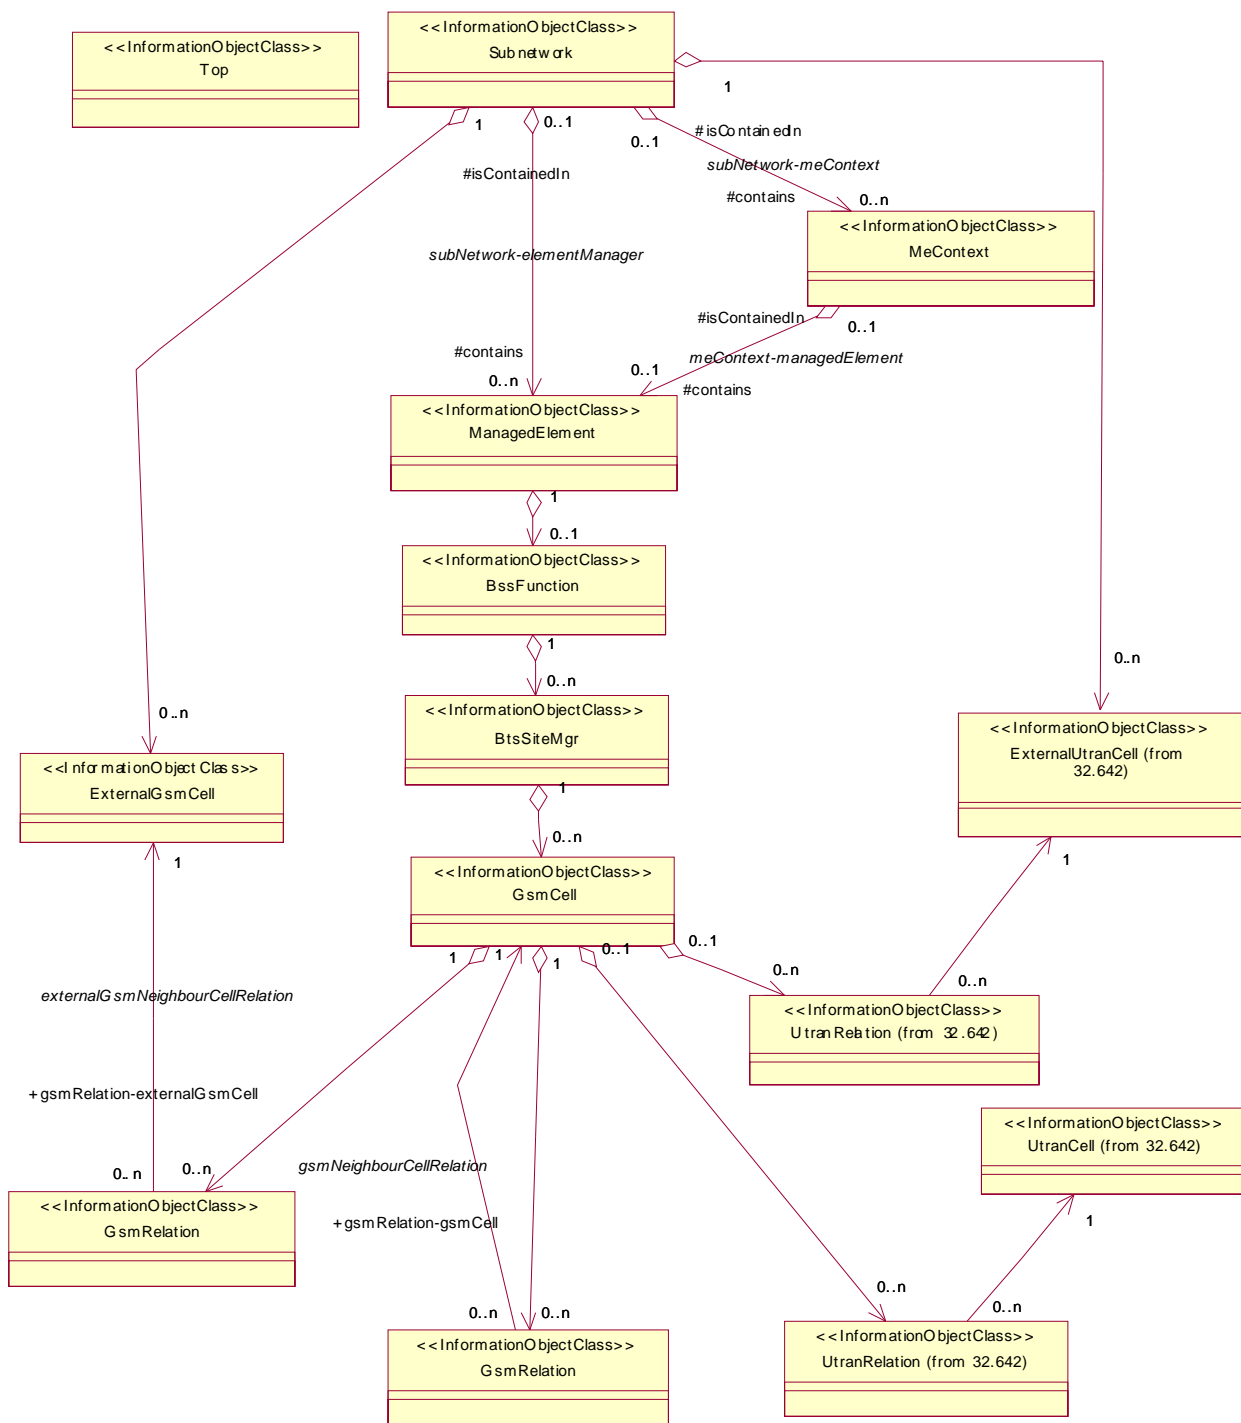 <<InformationObjectClass>>
Top
<<InformationObjectClass>>
Subnetwork
1
1
0..1
0..1
#isContainedIn
subNetwork-meContext
#contains
0..n
#isContainedIn
subNetwork-elementManager
#contains
0..n
<<InformationObjectClass>>
MeContext
#isContainedIn
0..1
meContext-managedElement
0..1
#contains
<<InformationObjectClass>>
ManagedElement
1
0..1
<<InformationObjectClass>>
BssFunction
1
0..n
<<InformationObjectClass>>
BtsSiteMgr
1
0..n
0..n
<<InformationObjectClass>>
ExternalGsmCell
1
0..n
<<InformationObjectClass>>
ExternalUtranCell (from
32.642)
1
<<InformationObjectClass>>
GsmCell
1
1
1
0..1
0..1
0..n
0..n
<<InformationObjectClass>>
UtranRelation (from 32.642)
externalGsmNeighbourCellRelation
+gsmRelation-externalGsmCell
0..n
0..n
<<InformationObjectClass>>
GsmRelation
gsmNeighbourCellRelation
+gsmRelation-gsmCell
0..n
0..n
<<InformationObjectClass>>
GsmRelation
<<InformationObjectClass>>
UtranCell (from 32.642)
1
0..n
0..n
<<InformationObjectClass>>
UtranRelation (from 32.642)